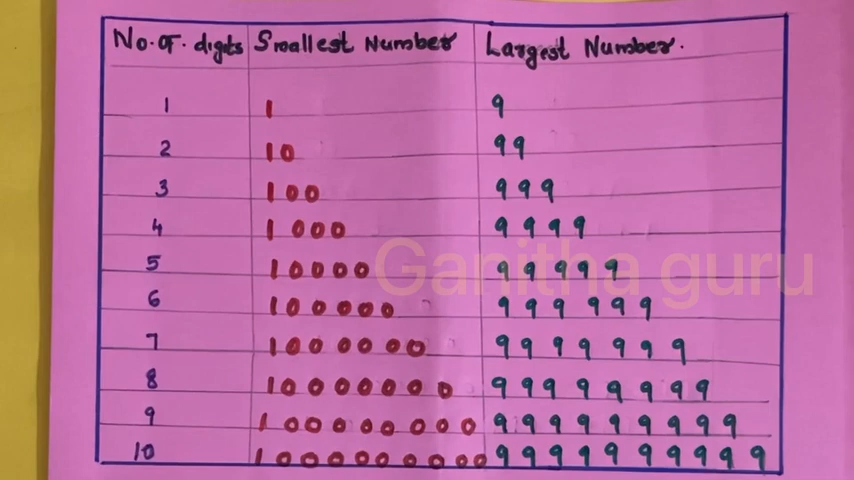 No. of. digits Smallest Number Largest Number.
1 1 9
2 10 99
3 100 999
4 1000 9999
5 10000 99999
Ganitha guru
6 100000 999999
7 1000000 9999999
8 10000000 99999999
9 100000000 999999999
10 1000000000 9999999999